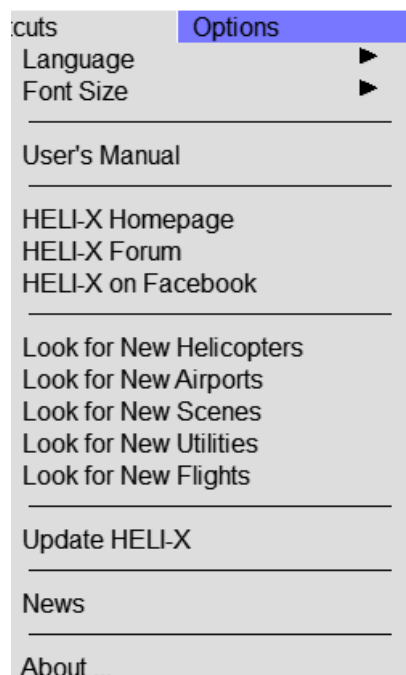 cuts Options
Language
Font Size
User's Manual
HELI-X Homepage
HELI-X Forum
HELI-X on Facebook
Look for New Helicopters
Look for New Airports
Look for New Scenes
Look for New Utilities
Look for New Flights
Update HELI-X
News
About ...